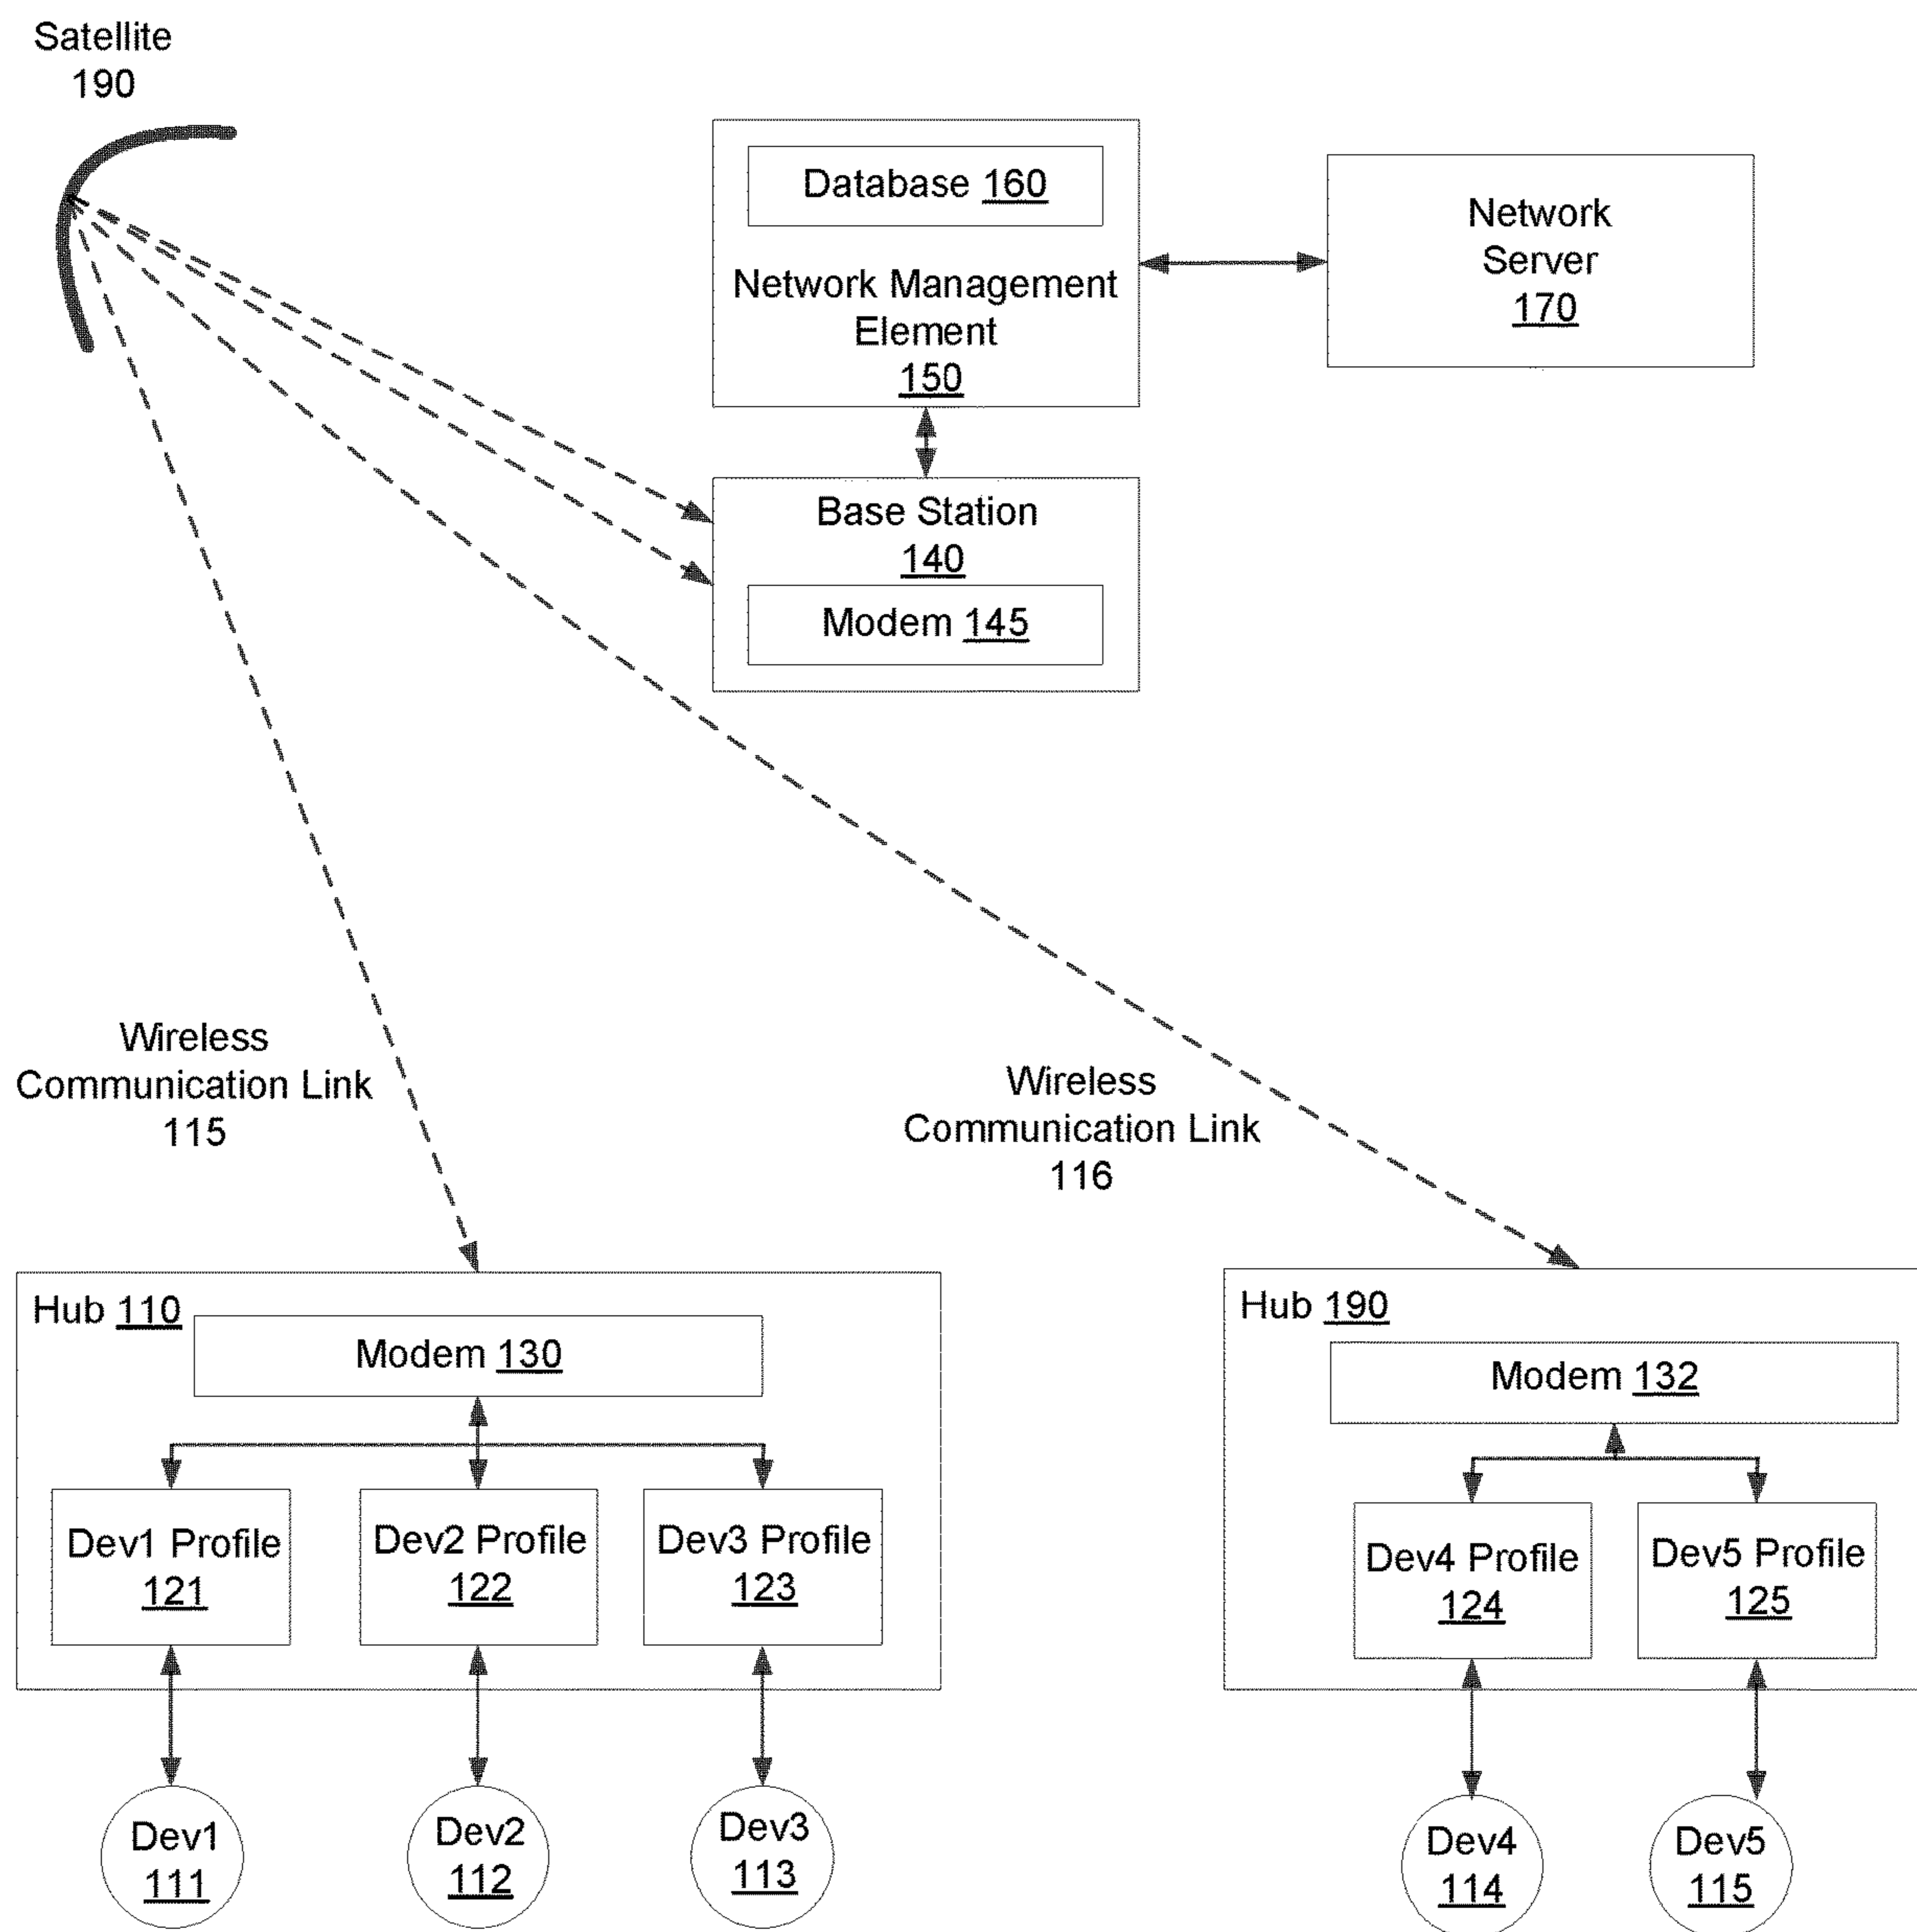 Satellite
190
Database 160
Network Management
Element
150
Network
Server
170
Base Station
140
Modem 145
Wireless
Communication Link
115
Wireless
Communication Link
116
Hub 110
Modem 130
Dev1 Profile
121
Dev2 Profile
122
Dev3 Profile
123
Hub 190
Modem 132
Dev4 Profile
124
Dev5 Profile
125
Dev1
111
Dev2
112
Dev3
113
Dev4
114
Dev5
115